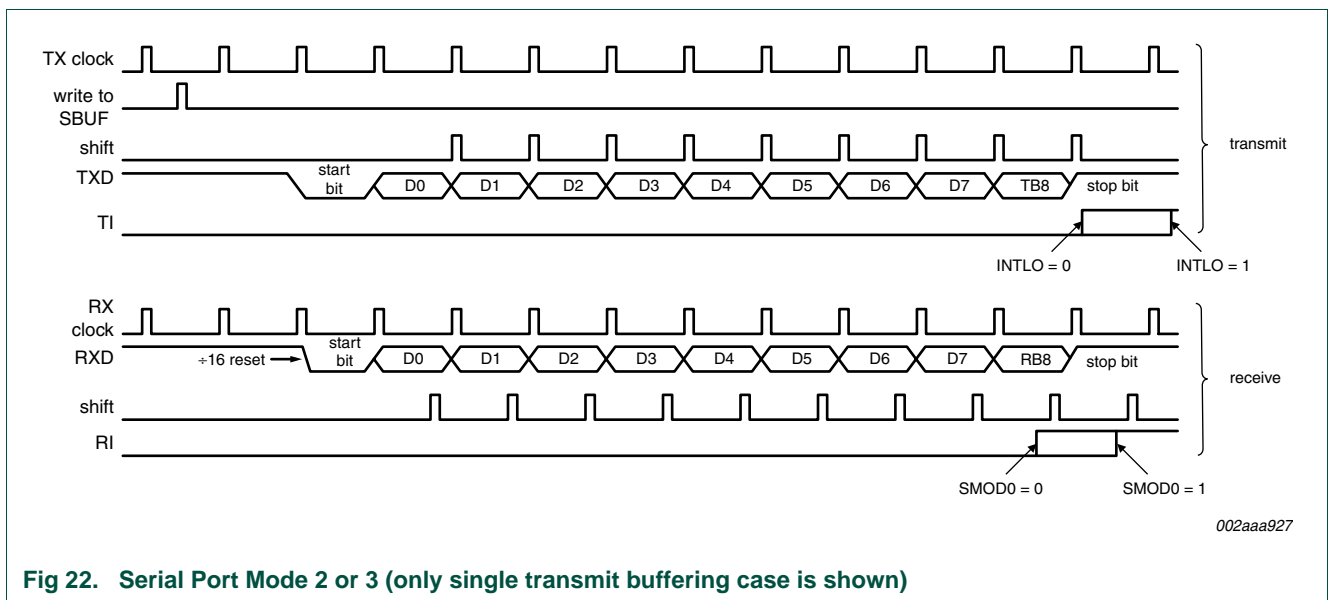 TX clock
write to
SBUF
shift
TXD
start
bit
D0
D1
D2
D3
D4
D5
D6
D7
TB8
stop bit
TI
INTLO = 0
INTLO = 1
transmit
RX
clock
RXD
÷16 reset
start
bit
D0
D1
D2
D3
D4
D5
D6
D7
RB8
stop bit
shift
RI
SMOD0 = 0
SMOD0 = 1
receive
002aaa927
Fig 22. Serial Port Mode 2 or 3 (only single transmit buffering case is shown)